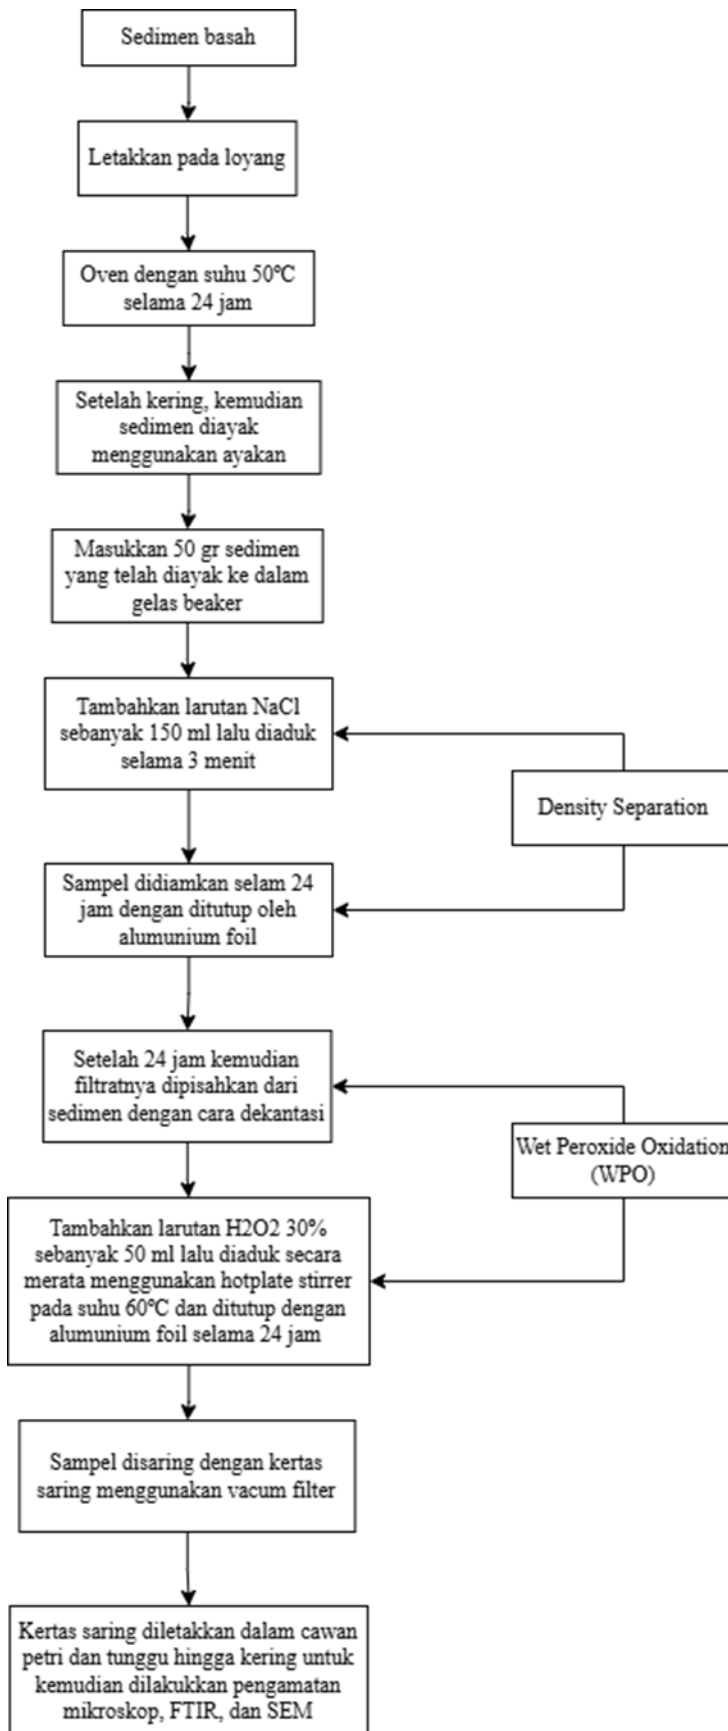 Sedimen basah
Letakkan pada loyang
Oven dengan suhu 50°C
selama 24 jam
Setelah kering, kemudian
sedimen diayak
menggunakan ayakan
Masukkan 50 gr sedimen
yang telah diayak ke dalam
gelas beaker
Tambahkan larutan NaCl
sebanyak 150 ml lalu diaduk
selama 3 menit
Density Separation
Sampel didiamkan selam 24
jam dengan ditutup oleh
alumunium foil
Setelah 24 jam kemudian
filtratnya dipisahkan dari
sedimen dengan cara dekantasi
Wet Peroxide Oxidation
(WPO)
Tambahkan larutan H2O2 30%
sebanyak 50 ml lalu diaduk secara
merata menggunakan hotplate stirrer
pada suhu 60°C dan ditutup dengan
alumunium foil selama 24 jam
Sampel disaring dengan kertas
saring menggunakan vacum filter
Kertas saring diletakkan dalam cawan
petri dan tunggu hingga kering untuk
kemudian dilakukkan pengamatan
mikroskop, FTIR, dan SEM